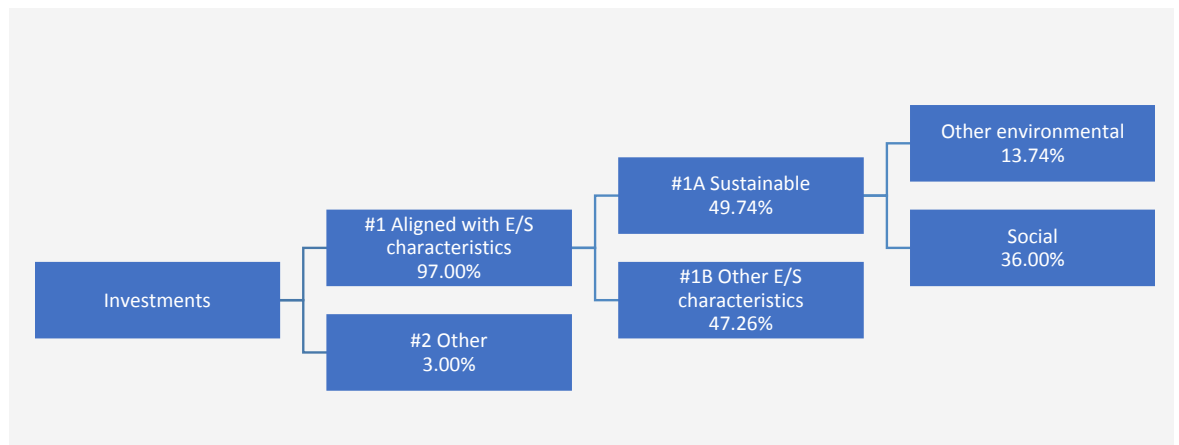 Investments
#1 Aligned with E/S
characteristics
97.00%
#2 Other
3.00%
#1A Sustainable
49.74%
#1B Other E/S
characteristics
47.26%
Other environmental
13.74%
Social
36.00%